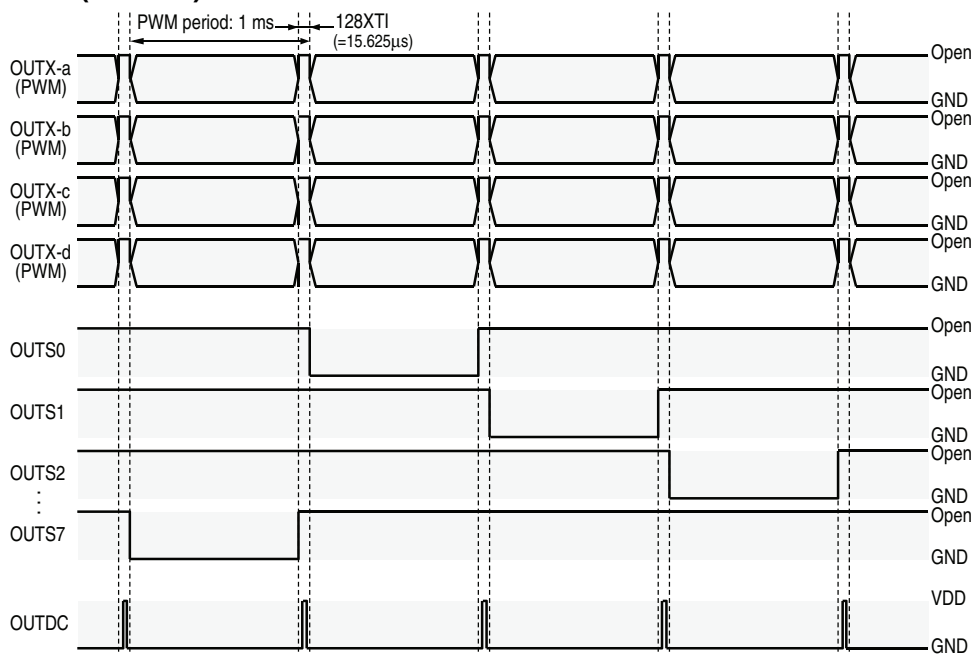 PWM period: 1 ms
128XTI
(=15.625μs)
OUTX-a
(PWM)
Open
GND
OUTX-b
(PWM)
Open
GND
OUTX-c
(PWM)
Open
GND
OUTX-d
(PWM)
Open
GND
OUTS0
Open
GND
OUTS1
Open
GND
OUTS2
Open
GND
OUTS7
Open
GND
OUTDC
VDD
GND